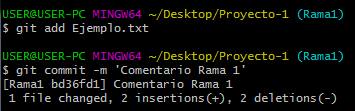 USER@USER-PC MINGW64 ~/Desktop/Proyecto-1 (Rama1)
$ git add Ejemplo.txt
USER@USER-PC MINGW64 ~/Desktop/Proyecto-1 (Rama1)
$ git commit -m 'Comentario Rama 1'
[Rama1 bd36fd1] Comentario Rama 1
1 file changed, 2 insertions(+), 2 deletions(-)